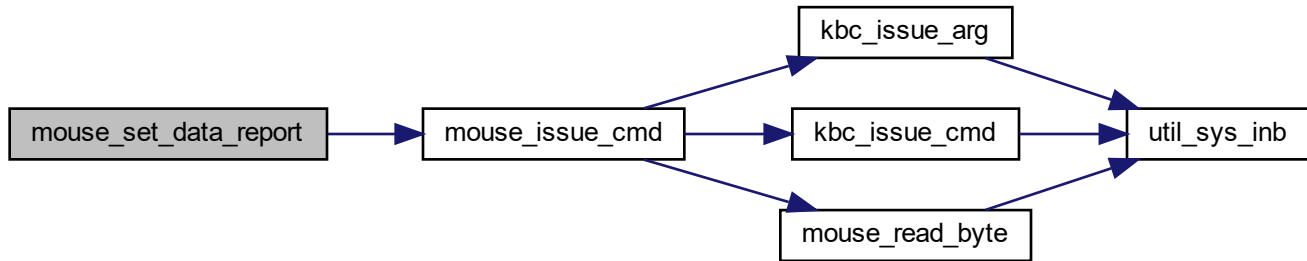 kbc_issue_arg
mouse_set_data_report
mouse_issue_cmd
kbc_issue_cmd
util_sys_inb
mouse_read_byte